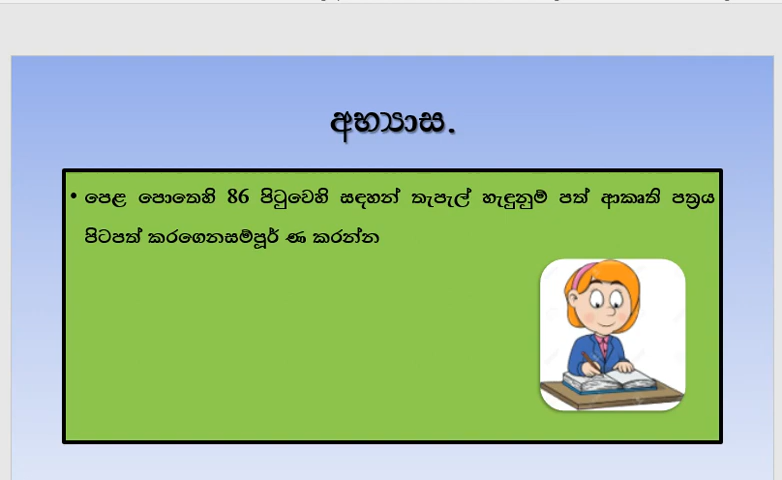 අභ්‍යාස.
• පෙළ පොතෙහි 86 පිටුවෙහි සඳහන් තැපැල් හැඳුනුම් පත් ආකෘති පත්‍රය
පිටපත් කරගෙනසම්පූර් ණ කරන්න